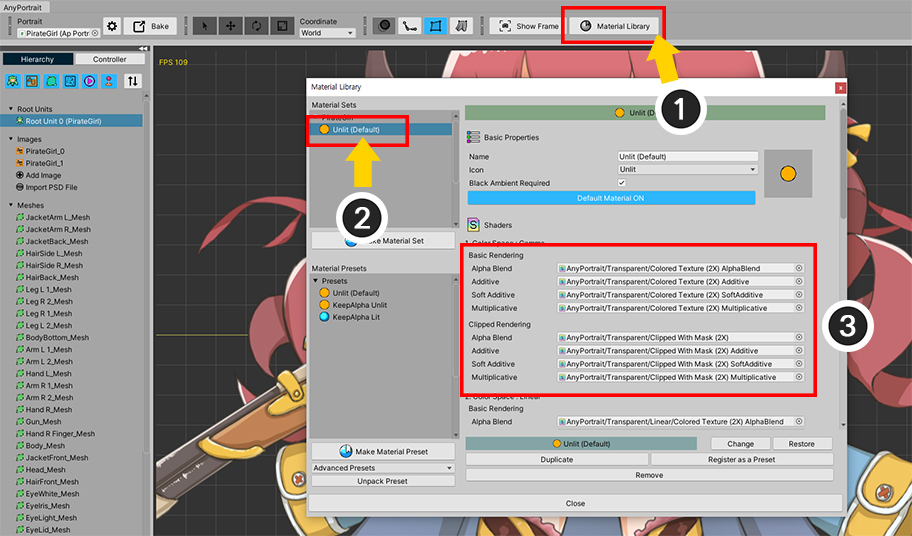 AnyPortrait
Portrait
PirateGirl (Ap Portr
Bake
Coordinate
World
Show Frame
Material Library
Hierarchy
Controller
FPS 109
Root Units
Root Unit 0 (PirateGirl)
Images
PirateGirl_0
PirateGirl_1
Add Image
Import PSD File
Meshes
JacketArm L_Mesh
JacketArm R_Mesh
JacketBack_Mesh
HairSide L_Mesh
HairSide R_Mesh
HairBack_Mesh
Leg L 1_Mesh
Leg R 2_Mesh
Leg R 1_Mesh
Leg L 2_Mesh
BodyBottom_Mesh
Arm L 1_Mesh
Arm L 2_Mesh
Hand L_Mesh
Arm R 1_Mesh
Arm R 2_Mesh
Hand R_Mesh
Gun_Mesh
Hand R Finger_Mesh
Body_Mesh
JacketFront_Mesh
Head_Mesh
HairFront_Mesh
EyeWhite_Mesh
EyeIris_Mesh
EyeLight_Mesh
EyeLid_Mesh
Material Library
x
Material Sets
PirateGirl
Unlit (Default)
Make Material Set
Material Presets
Presets
Unlit (Default)
KeepAlpha Unlit
KeepAlpha Lit
Make Material Preset
Advanced Presets
Unpack Preset
Unlit (D
Basic Properties
Name
Unlit (Default)
Icon
Unlit
Black Ambient Required
Default Material ON
S
Shaders
1. Color Space : Gamma
Basic Rendering
Alpha Blend
AnyPortrait/Transparent/Colored Texture (2X) AlphaBlend
Additive
AnyPortrait/Transparent/Colored Texture (2X) Additive
Soft Additive
AnyPortrait/Transparent/Colored Texture (2X) SoftAdditive
Multiplicative
AnyPortrait/Transparent/Colored Texture (2X) Multiplicative
Clipped Rendering
Alpha Blend
AnyPortrait/Transparent/Clipped With Mask (2X)
Additive
AnyPortrait/Transparent/Clipped With Mask (2X) Additive
Soft Additive
AnyPortrait/Transparent/Clipped With Mask (2X) SoftAdditive
Multiplicative
AnyPortrait/Transparent/Clipped With Mask (2X) Multiplicative
2. Color Space : Linear
Basic Rendering
Alpha Blend
AnyPortrait/Transparent/Linear/Colored Texture (2X) AlphaBlend
Unlit (Default)
Change
Restore
Duplicate
Register as a Preset
Remove
Close
1
2
3